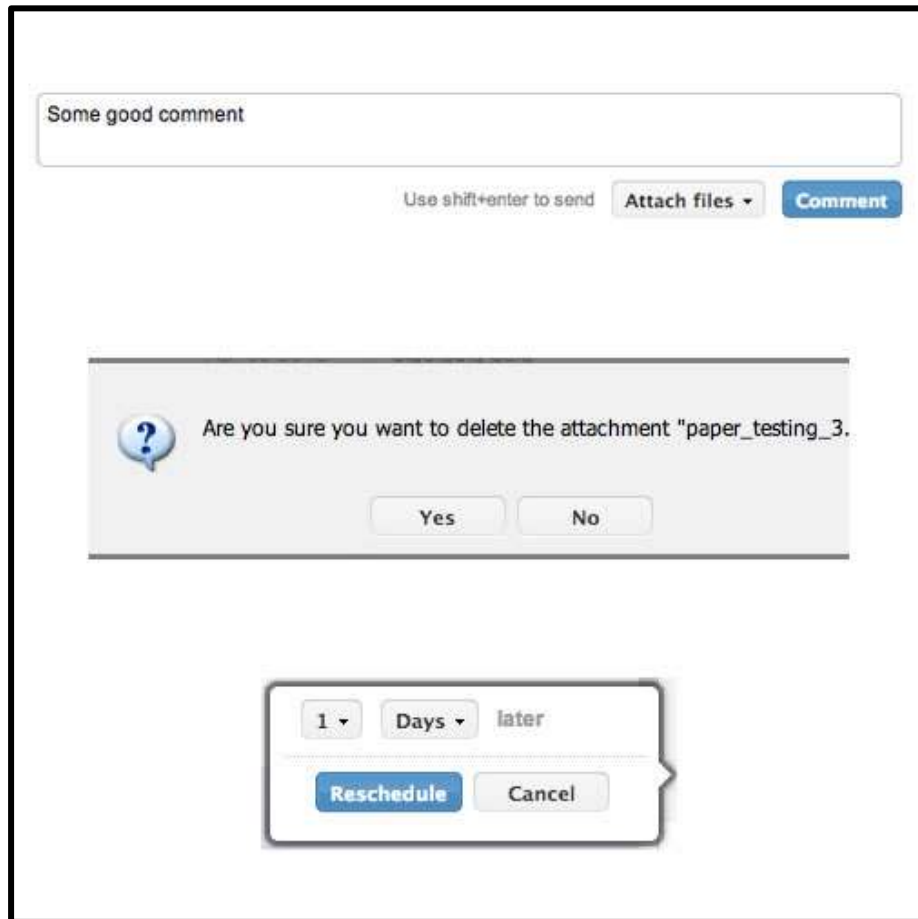 Some good comment
Use shift+enter to send Attach files Comment
Are you sure you want to delete the attachment "paper_testing_3.
Yes No
1 Days later
Reschedule Cancel